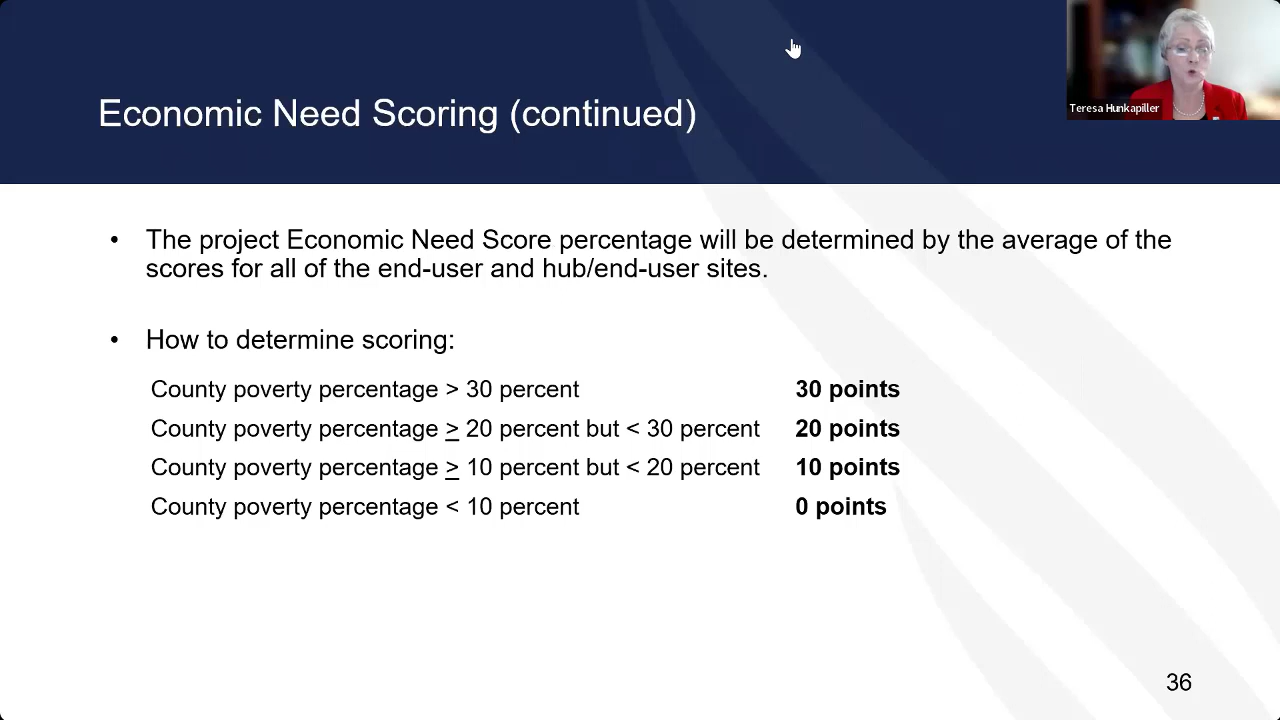 Teresa Hunkapiller
Economic Need Scoring (continued)
• The project Economic Need Score percentage will be determined by the average of the
scores for all of the end-user and hub/end-user sites.
• How to determine scoring:
County poverty percentage > 30 percent 30 points
County poverty percentage ≥ 20 percent but < 30 percent 20 points
County poverty percentage ≥ 10 percent but < 20 percent 10 points
County poverty percentage < 10 percent 0 points
36